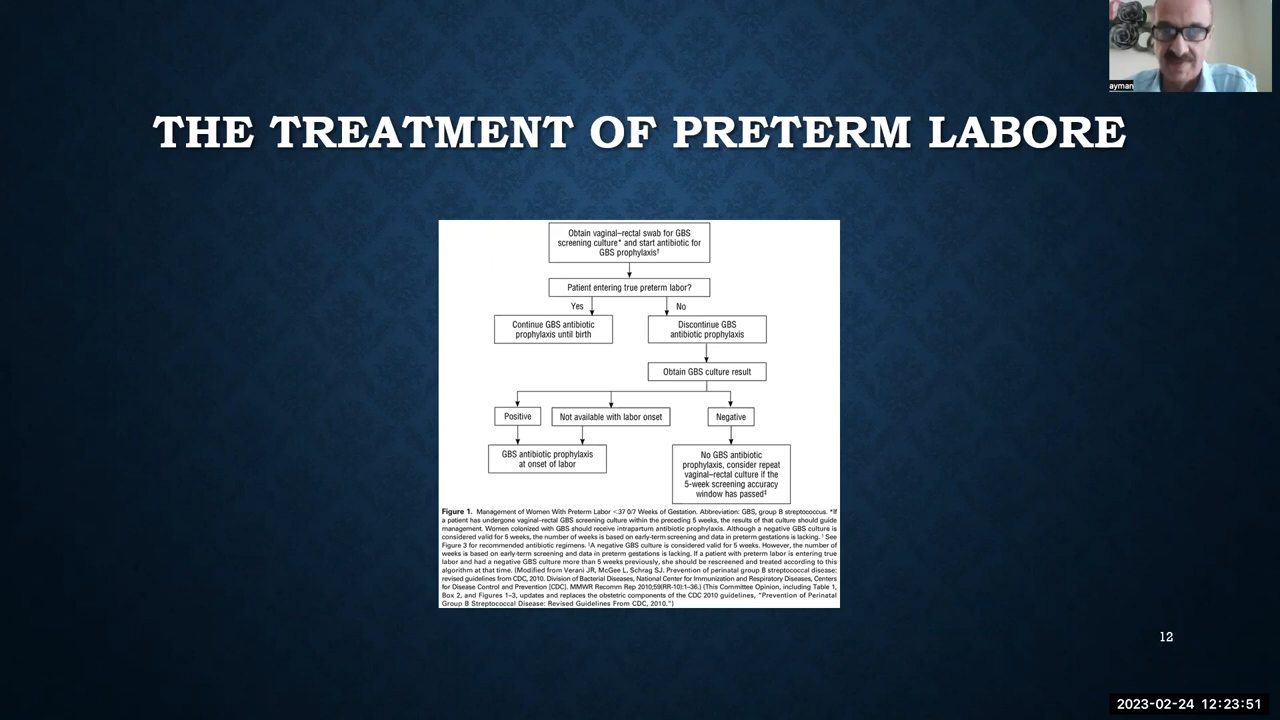 ayman
THE TREATMENT OF PRETERM LABORE
Obtain vaginal–rectal swab for GBS
screening culture* and start antibiotic for
GBS prophylaxis†
Patient entering true preterm labor?
Yes
No
Continue GBS antibiotic
prophylaxis until birth
Discontinue GBS
antibiotic prophylaxis
Obtain GBS culture result
Positive
Not available with labor onset
Negative
GBS antibiotic prophylaxis
at onset of labor
No GBS antibiotic
prophylaxis, consider repeat
vaginal–rectal culture if the
5-week screening accuracy
window has passed‡
Figure 1. Management of Women With Preterm Labor <37 0/7 Weeks of Gestation. Abbreviation: GBS, group B streptococcus. *If
a patient has undergone vaginal–rectal GBS screening culture within the preceding 5 weeks, the results of that culture should guide
management. Women colonized with GBS should receive intrapartum antibiotic prophylaxis. Although a negative GBS culture is
considered valid for 5 weeks, the number of weeks is based on early-term screening and data in preterm gestations is lacking. † See
Figure 3 for recommended antibiotic regimens. ‡A negative GBS culture is considered valid for 5 weeks. However, the number of
weeks is based on early-term screening and data in preterm gestations is lacking. If a patient with preterm labor is entering true
labor and had a negative GBS culture more than 5 weeks previously, she should be rescreened and treated according to this
algorithm at that time. (Modified from Verani JR, McGee L, Schrag SJ. Prevention of perinatal group B streptococcal disease:
revised guidelines from CDC, 2010. Division of Bacterial Diseases, National Center for Immunization and Respiratory Diseases, Centers
for Disease Control and Prevention [CDC]. MMWR Recomm Rep 2010;59(RR-10):1–36.) (This Committee Opinion, including Table 1,
Box 2, and Figures 1–3, updates and replaces the obstetric components of the CDC 2010 guidelines, “Prevention of Perinatal
Group B Streptococcal Disease: Revised Guidelines From CDC, 2010.”)
12
2023-02-24 12:23:51